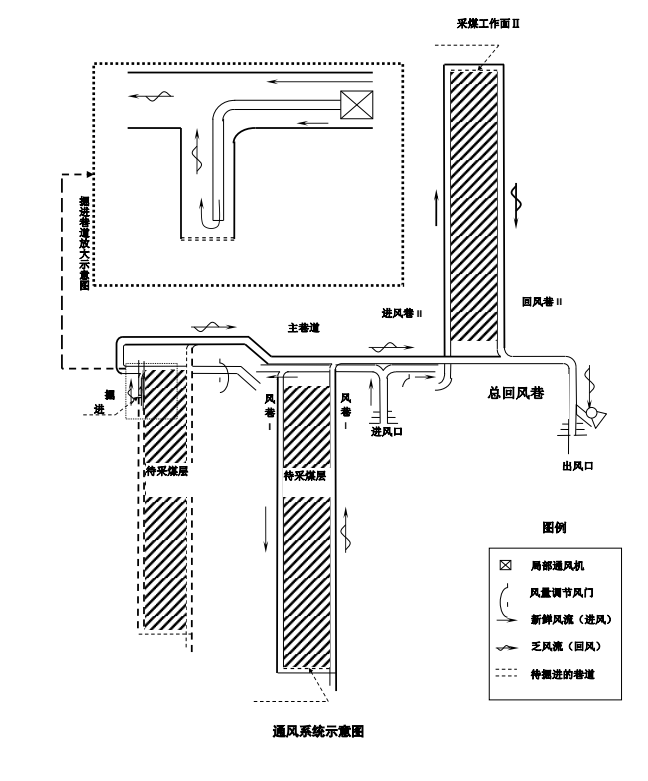 采煤工作面Ⅱ
掘进巷道放大示意图
进风巷Ⅱ
回风巷Ⅱ
主巷道
掘
进
风巷Ⅰ
风巷Ⅰ
进风口
总回风巷
出风口
待采煤层
待采煤层
图例
局部通风机
风量调节风门
新鲜风流（进风）
乏风流（回风）
待掘进的巷道
通风系统示意图